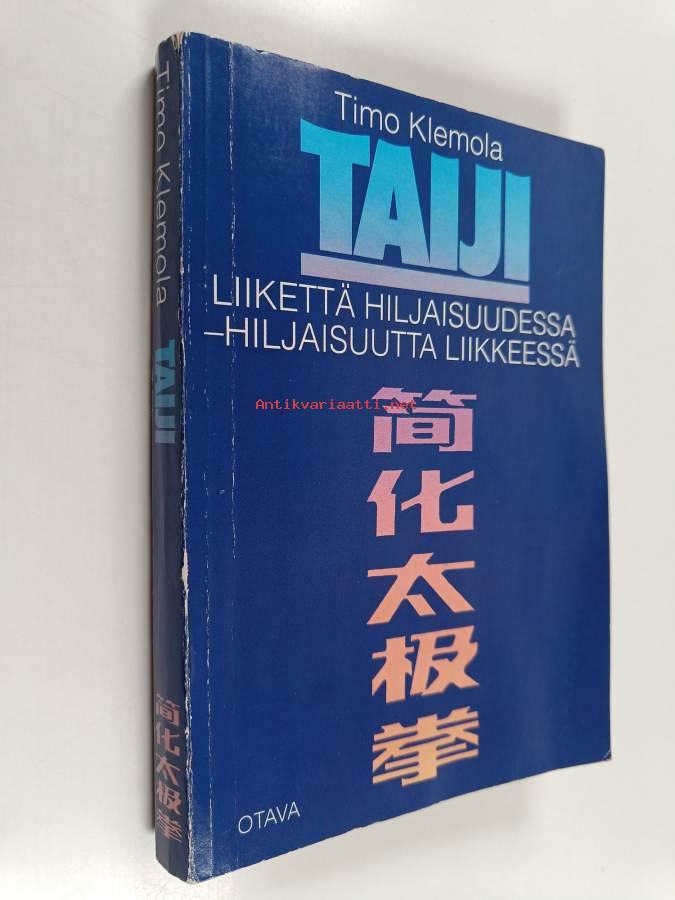 Timo Klemola
TAIJI
LIIKETTÄ HILJAISUUDESSA
–HILJAISUUTTA LIIKKEESSÄ
Antikvariaatti.net
简化太极拳
OTAVA
Timo Klemola
TAIJI
简化太极拳